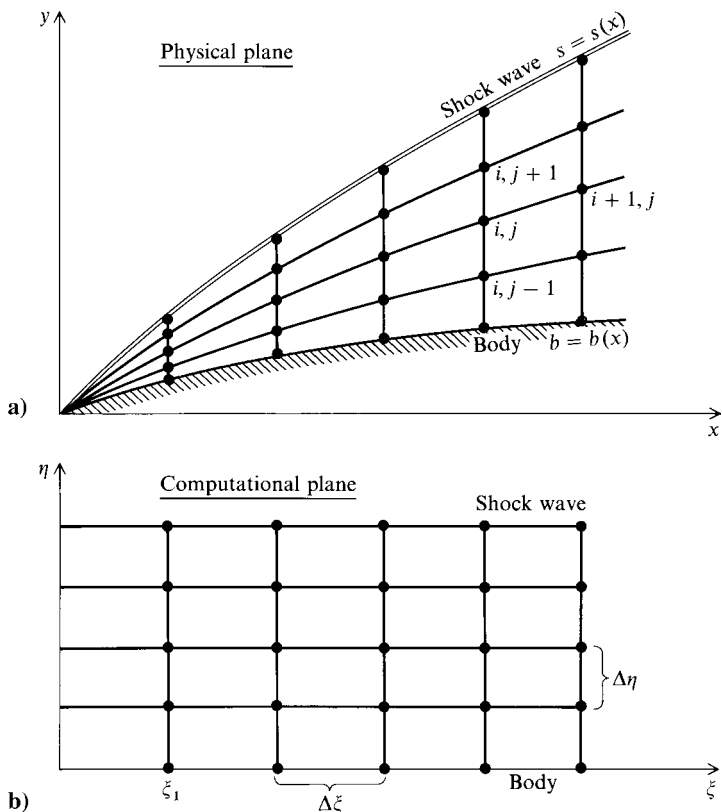 y
Physical plane
Shock wave s = s(x)
i, j + 1
i + 1, j
i, j
i, j − 1
Body b = b(x)
a)
x
η
Computational plane
Shock wave
Δη
ξ₁
Δξ
Body
ξ
b)